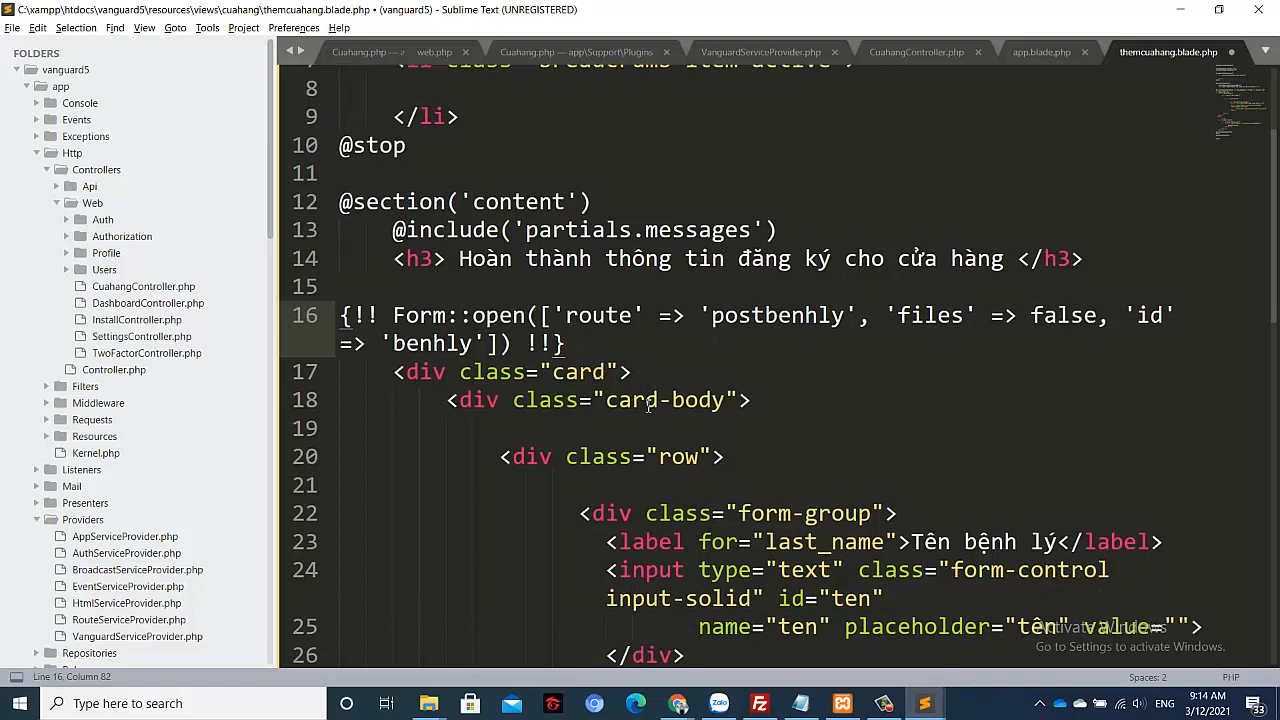 C:\xampp\htdocs\vanguard5\resources\views\cuahang\themcuahang.blade.php • (vanguard5) - Sublime Text (UNREGISTERED)
File Edit Selection Find View Goto Tools Project Preferences Help
FOLDERS
vanguard5
app
Console
Events
Exceptions
Http
Controllers
Api
Web
Auth
Authorization
Profile
Users
CuahangController.php
DashboardController.php
InstallController.php
SettingsController.php
TwoFactorController.php
Controller.php
Filters
Middleware
Requests
Resources
Kernel.php
Listeners
Mail
Presenters
Providers
AppServiceProvider.php
AuthServiceProvider.php
BroadcastServiceProvider.php
EventServiceProvider.php
HtmlServiceProvider.php
RouteServiceProvider.php
VanguardServiceProvider.php
Repositories
Cuahang.php — web.php × Cuahang.php — app\Support\Plugins × VanguardServiceProvider.php × CuahangController.php × app.blade.php × themcuahang.blade.php
8
9 </li>
10 @stop
11
12 @section('content')
13 @include('partials.messages')
14 <h3> Hoàn thành thông tin đăng ký cho cửa hàng </h3>
15
16 {!! Form::open(['route' => 'postbenhly', 'files' => false, 'id'
=> 'benhly']) !!}
17 <div class="card">
18 <div class="card-body">
19
20 <div class="row">
21
22 <div class="form-group">
23 <label for="last_name">Tên bệnh lý</label>
24 <input type="text" class="form-control
input-solid" id="ten"
25 name="ten" placeholder="tên" value="">
26 </div>
Activate Windows
Go to Settings to activate Windows.
Line 16, Column 82
Spaces: 2
PHP
Type here to search
ENG
9:14 AM
3/12/2021
33